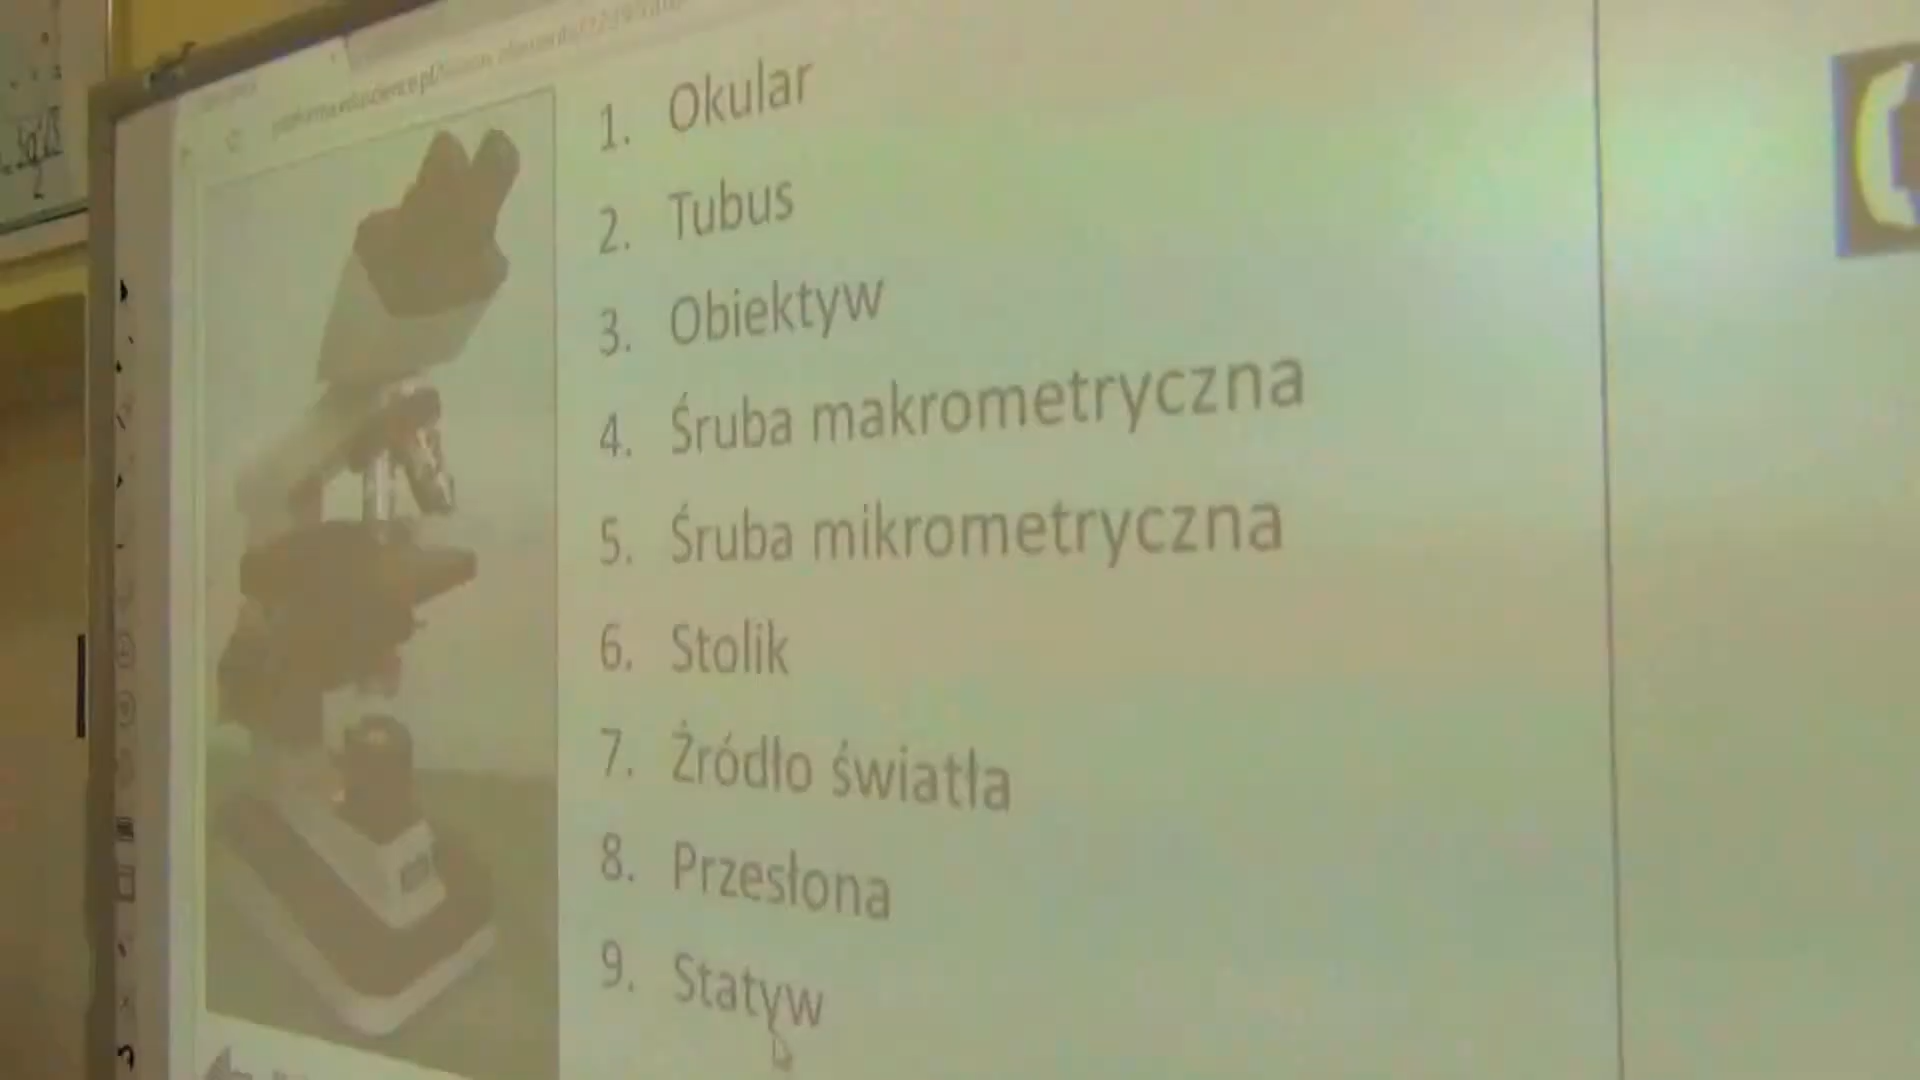 1. Okular
2. Tubus
3. Obiektyw
4. Śruba makrometryczna
5. Śruba mikrometryczna
6. Stolik
7. Źródło światła
8. Przesłona
9. Statyw